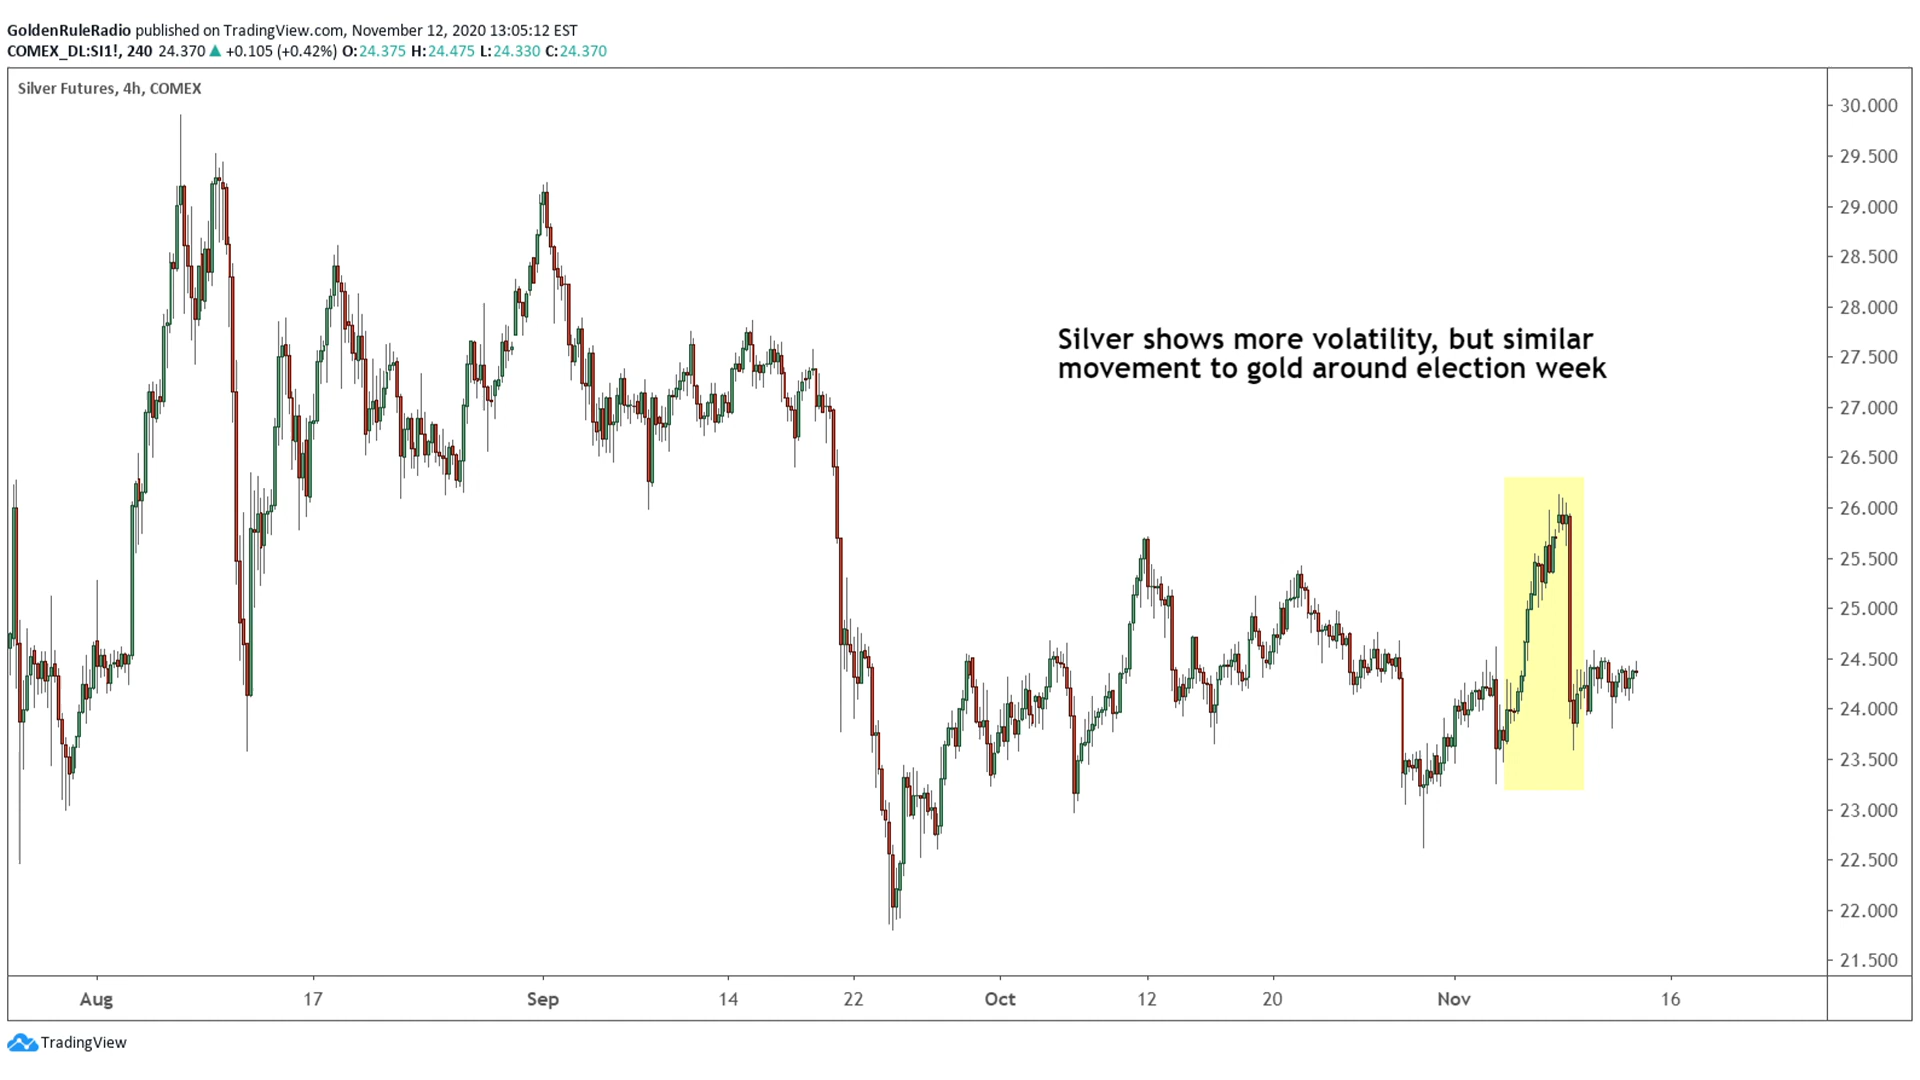 GoldenRuleRadio published on TradingView.com, November 12, 2020 13:05:12 EST
COMEX_DL:SI1!, 240 24.370 ▲ +0.105 (+0.42%) O:24.375 H:24.475 L:24.330 C:24.370
Silver Futures, 4h, COMEX
30.000
29.500
29.000
28.500
28.000
Silver shows more volatility, but similar
movement to gold around election week
27.500
27.000
26.500
26.000
25.500
25.000
24.500
24.000
23.500
23.000
22.500
22.000
21.500
Aug 17 Sep 14 22 Oct 12 20 Nov 16
TradingView